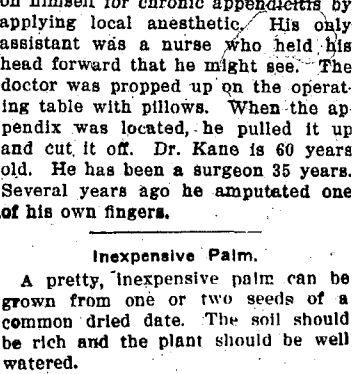 on himself for chronic appendicitis by
applying local anesthetic. His only
assistant was a nurse who held his
head forward that he might see. The
doctor was propped up on the operat-
ing table with pillows. When the ap-
pendix was located, he pulled it up
and cut it off. Dr. Kane is 60 years
old. He has been a surgeon 35 years.
Several years ago he amputated one
of his own fingers.
Inexpensive Palm.
A pretty, inexpensive palm can be
grown from one or two seeds of a
common dried date. The soil should
be rich and the plant should be well
watered.